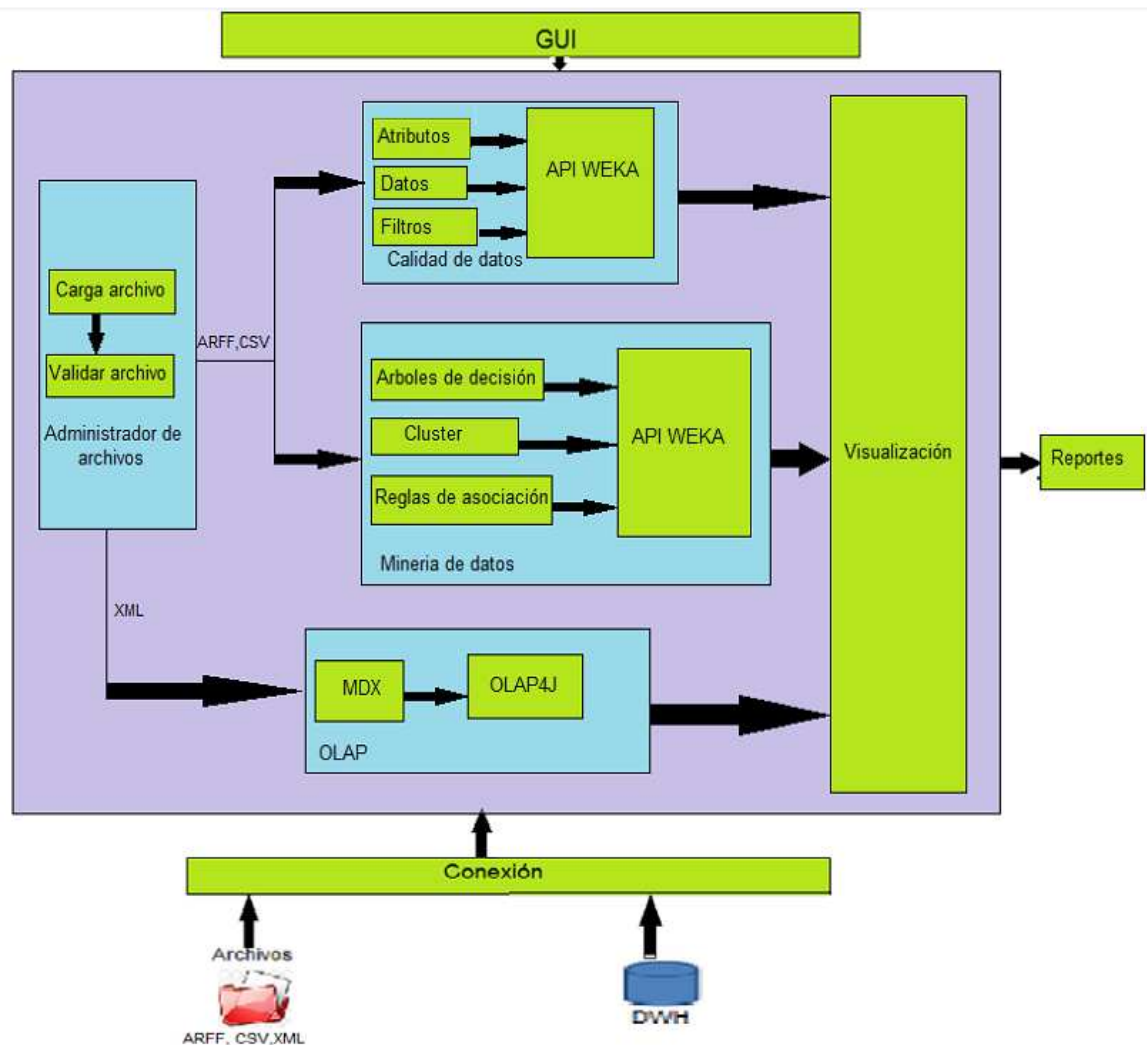 GUI
Atributos
Datos
Filtros
API WEKA
Calidad de datos
Carga archivo
Validar archivo
Administrador de
archivos
ARFF,CSV
Arboles de decisión
Cluster
Reglas de asociación
API WEKA
Mineria de datos
Visualización
Reportes
XML
MDX
OLAP4J
OLAP
Conexión
Archivos
ARFF, CSV,XML
DWH